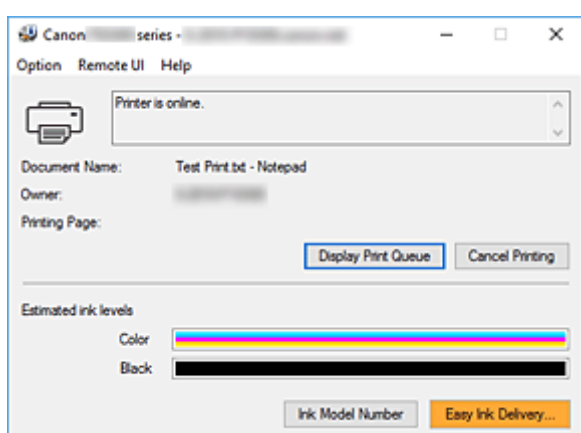 Canon series -
Option Remote UI Help
Printer is online.
Document Name: Test Print.txt - Notepad
Owner:
Printing Page:
Display Print Queue Cancel Printing
Estimated ink levels
Color
Black
Ink Model Number Easy Ink Delivery...